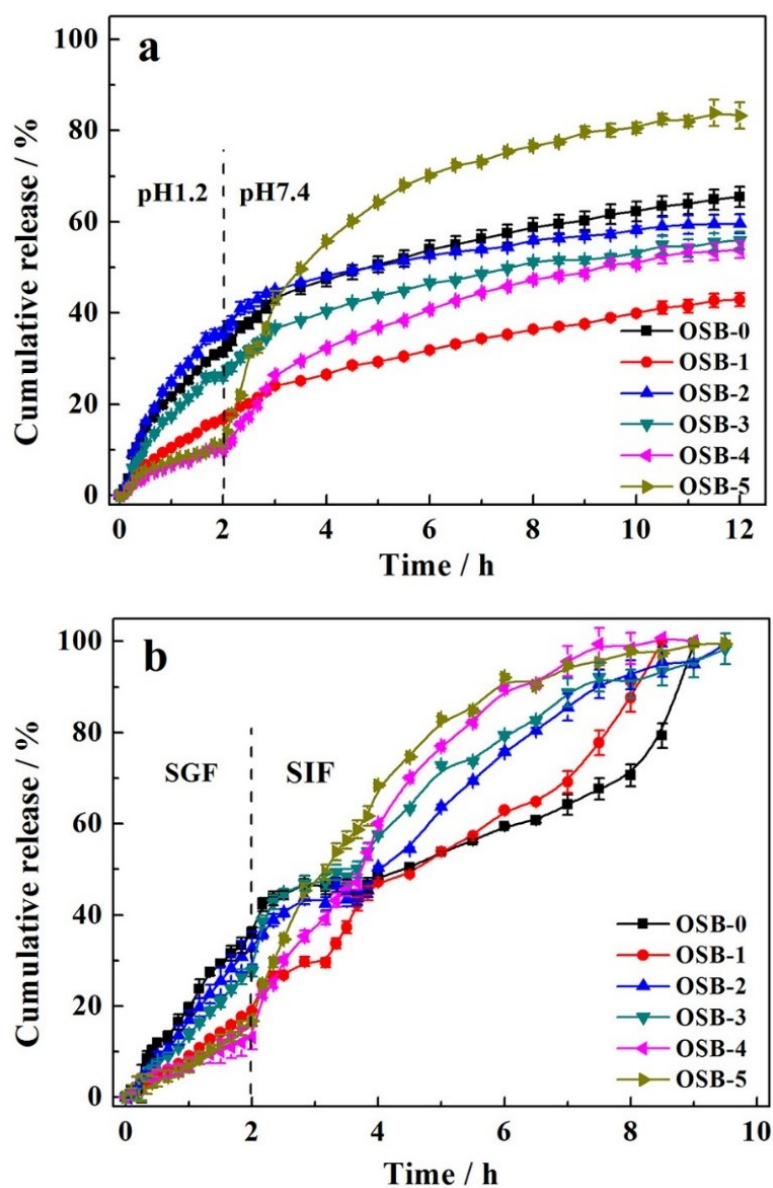 a
100
80
60
40
20
0
Cumulative release / %
pH1.2
pH7.4
OSB-0
OSB-1
OSB-2
OSB-3
OSB-4
OSB-5
0 2 4 6 8 10 12
Time / h
b
100
80
60
40
20
0
Cumulative release / %
SGF
SIF
OSB-0
OSB-1
OSB-2
OSB-3
OSB-4
OSB-5
0 2 4 6 8 10
Time / h